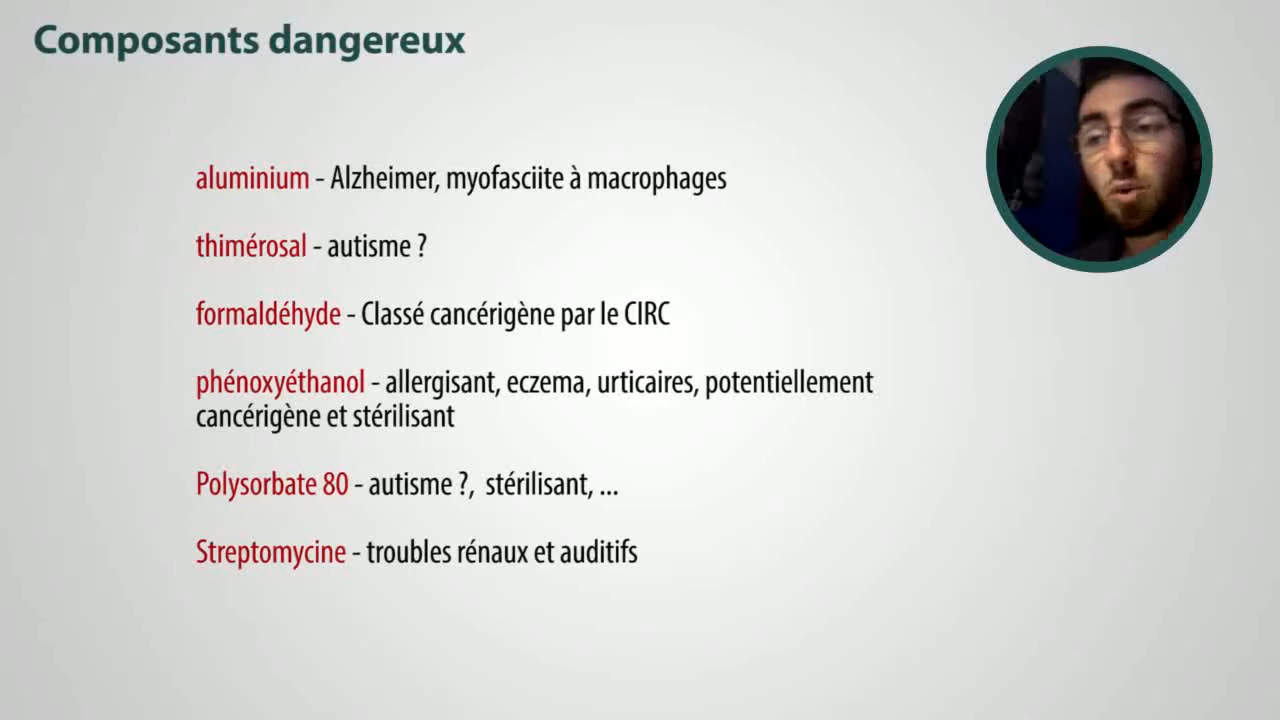 Composants dangereux
aluminium - Alzheimer, myofasciite à macrophages
thimérosal - autisme ?
formaldéhyde - Classé cancérigène par le CIRC
phénoxyéthanol - allergisant, eczema, urticaires, potentiellement
cancérigène et stérilisant
Polysorbate 80 - autisme ?, stérilisant, ...
Streptomycine - troubles rénaux et auditifs